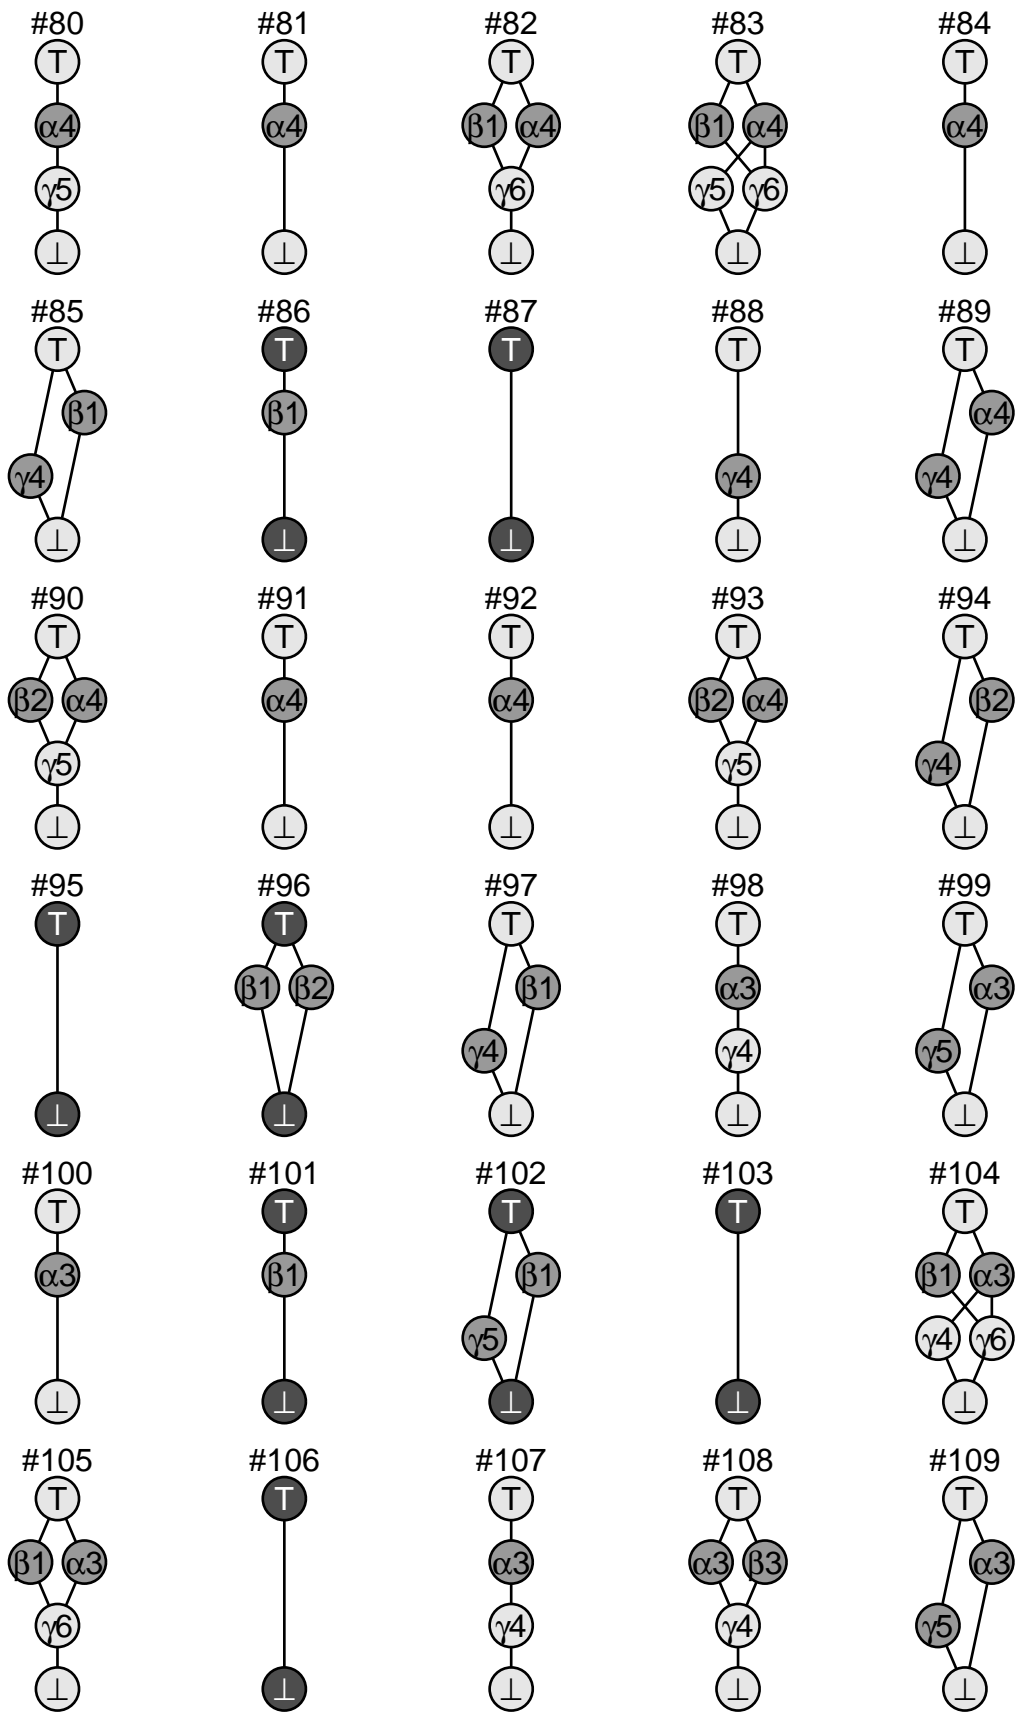 #80 #81 #82 #83 #84
T T T T T
α4 α4 β1 α4 β1 α4 α4
γ5 γ6 γ5 γ6
⊥ ⊥ ⊥ ⊥ ⊥
#85 #86 #87 #88 #89
T T T T T
β1 β1 α4
γ4 γ4 γ4
⊥ ⊥ ⊥ ⊥ ⊥
#90 #91 #92 #93 #94
T T T T T
β2 α4 α4 α4 β2 α4 β2
γ5 γ5 γ4
⊥ ⊥ ⊥ ⊥ ⊥
#95 #96 #97 #98 #99
T T T T T
β1 β2 β1 α3 α3
γ4 γ4 γ5
⊥ ⊥ ⊥ ⊥ ⊥
#100 #101 #102 #103 #104
T T T T T
α3 β1 β1 β1 α3
γ5 γ4 γ6
⊥ ⊥ ⊥ ⊥ ⊥
#105 #106 #107 #108 #109
T T T T T
β1 α3 α3 α3 β3 α3
γ6 γ4 γ4 γ5
⊥ ⊥ ⊥ ⊥ ⊥